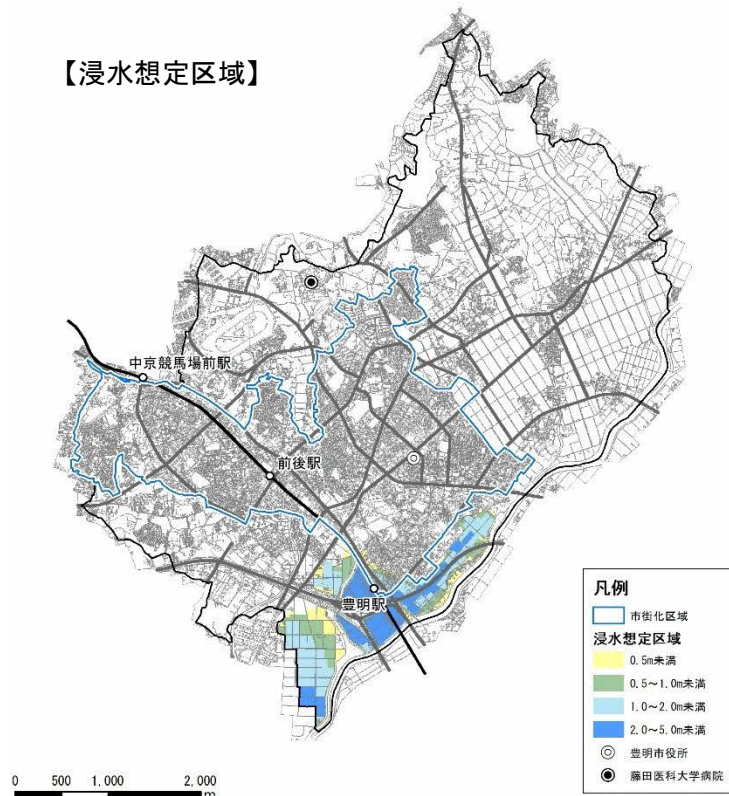 【浸水想定区域】
中京競馬場前駅
前後駅
豊明駅
凡例
市街化区域
浸水想定区域
0.5m未満
0.5～1.0m未満
1.0～2.0m未満
2.0～5.0m未満
豊明市役所
藤田医科大学病院
0 500 1,000 2,000
m